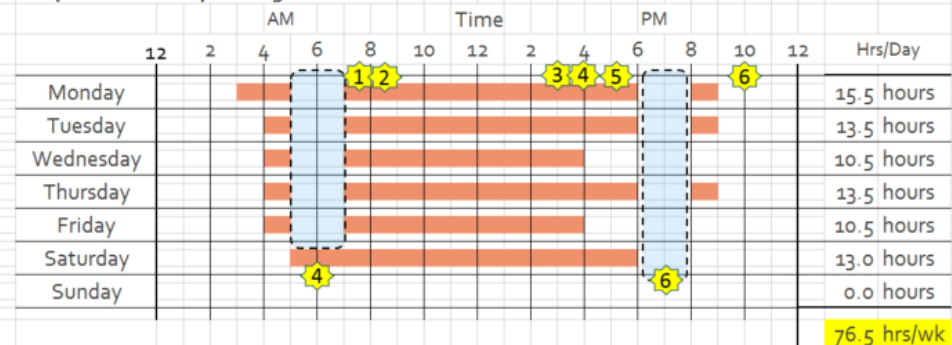 AM Time PM
12 2 4 6 8 10 12 2 4 6 8 10 12 Hrs/Day
1 2 3 4 5 6
Monday 15.5 hours
Tuesday 13.5 hours
Wednesday 10.5 hours
Thursday 13.5 hours
Friday 10.5 hours
Saturday 13.0 hours
4 6
Sunday 0.0 hours
76.5 hrs/wk